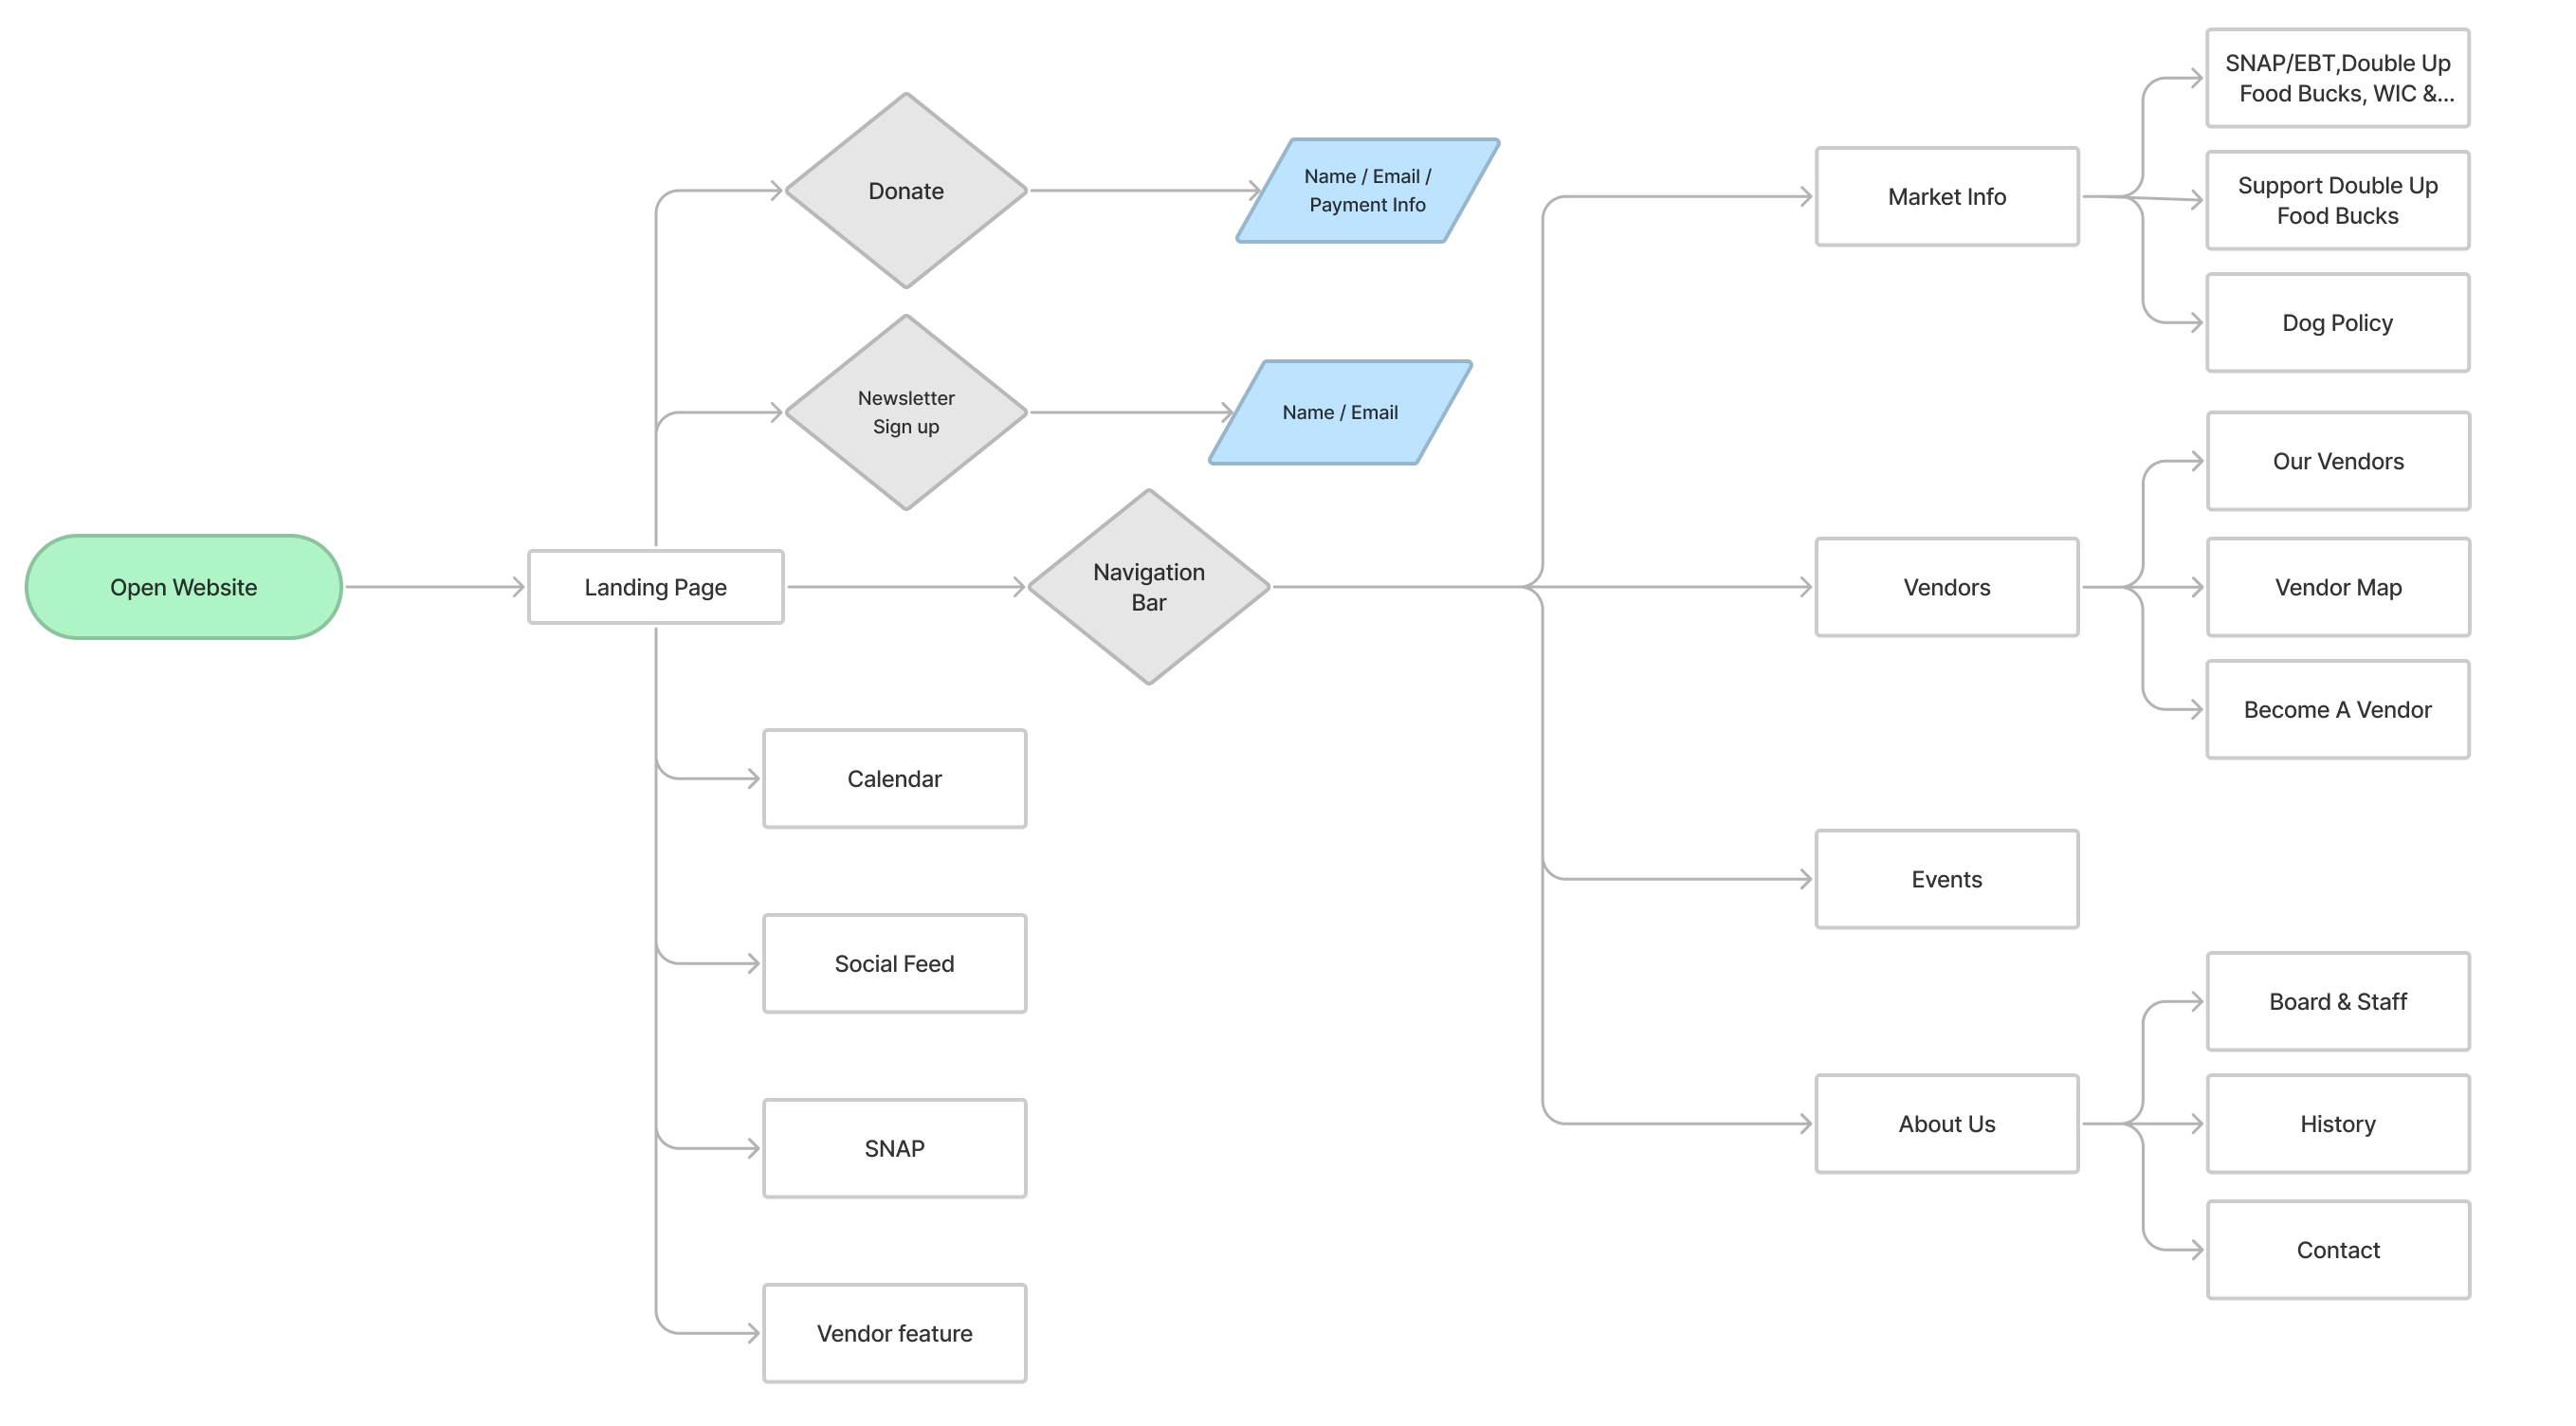 Open Website
Landing Page
Donate
Name / Email /
Payment Info
Newsletter
Sign up
Name / Email
Navigation
Bar
Calendar
Social Feed
SNAP
Vendor feature
Market Info
SNAP/EBT,Double Up
Food Bucks, WIC &...
Support Double Up
Food Bucks
Dog Policy
Vendors
Our Vendors
Vendor Map
Become A Vendor
Events
About Us
Board & Staff
History
Contact